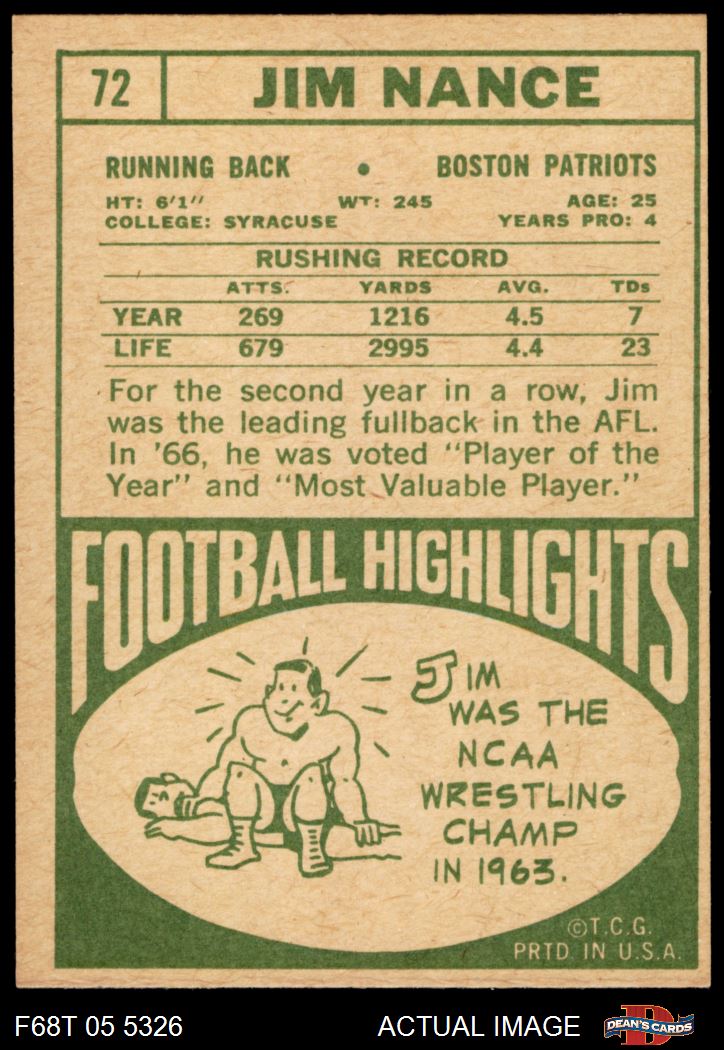 72
JIM NANCE
RUNNING BACK • BOSTON PATRIOTS
HT: 6'1" WT: 245 AGE: 25
COLLEGE: SYRACUSE YEARS PRO: 4
RUSHING RECORD
ATTS. YARDS AVG. TDs
YEAR 269 1216 4.5 7
LIFE 679 2995 4.4 23
For the second year in a row, Jim
was the leading fullback in the AFL.
In '66, he was voted "Player of the
Year" and "Most Valuable Player."
FOOTBALL HIGHLIGHTS
JIM
WAS THE
NCAA
WRESTLING
CHAMP
IN 1963.
©T.C.G.
PRTD. IN U.S.A.
F68T 05 5326 ACTUAL IMAGE
D
DEAN'S CARDS